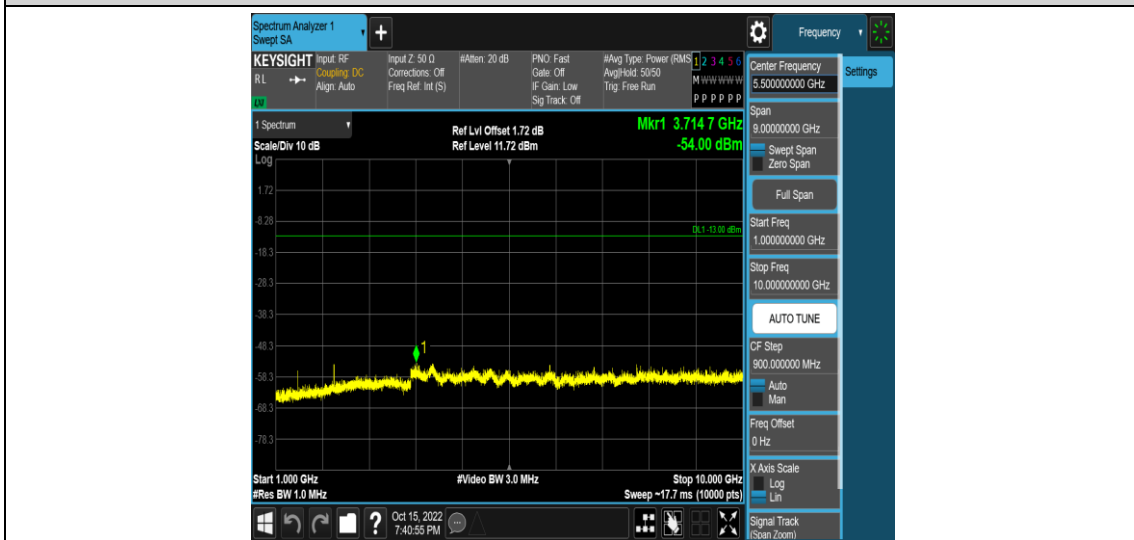 Spectrum Analyzer 1
Swept SA
+
Frequency
KEYSIGHT
RL
Input: RF
Coupling: DC
Align: Auto
Input Z: 50 Ω
Corrections: Off
Freq Ref: Int (S)
#Atten: 20 dB
PNO: Fast
Gate: Off
IF Gain: Low
Sig Track: Off
#Avg Type: Power (RMS
Avg|Hold: 50/50
Trig: Free Run
1 2 3 4 5 6
M W W W W W
P P P P P P
1 Spectrum
Scale/Div 10 dB
Ref Lvl Offset 1.72 dB
Ref Level 11.72 dBm
Mkr1 3.714 7 GHz
-54.00 dBm
Log
1.72
-8.28
-18.3
-28.3
-38.3
-48.3
-58.3
-68.3
-78.3
DL1 -13.00 dBm
1
Start 1.000 GHz
#Res BW 1.0 MHz
#Video BW 3.0 MHz
Stop 10.000 GHz
Sweep ~17.7 ms (10000 pts)
Center Frequency
5.500000000 GHz
Settings
Span
9.00000000 GHz
Swept Span
Zero Span
Full Span
Start Freq
1.000000000 GHz
Stop Freq
10.000000000 GHz
AUTO TUNE
CF Step
900.000000 MHz
Auto
Man
Freq Offset
0 Hz
X Axis Scale
Log
Lin
Signal Track
(Span Zoom)
?
Oct 15, 2022
7:40:55 PM